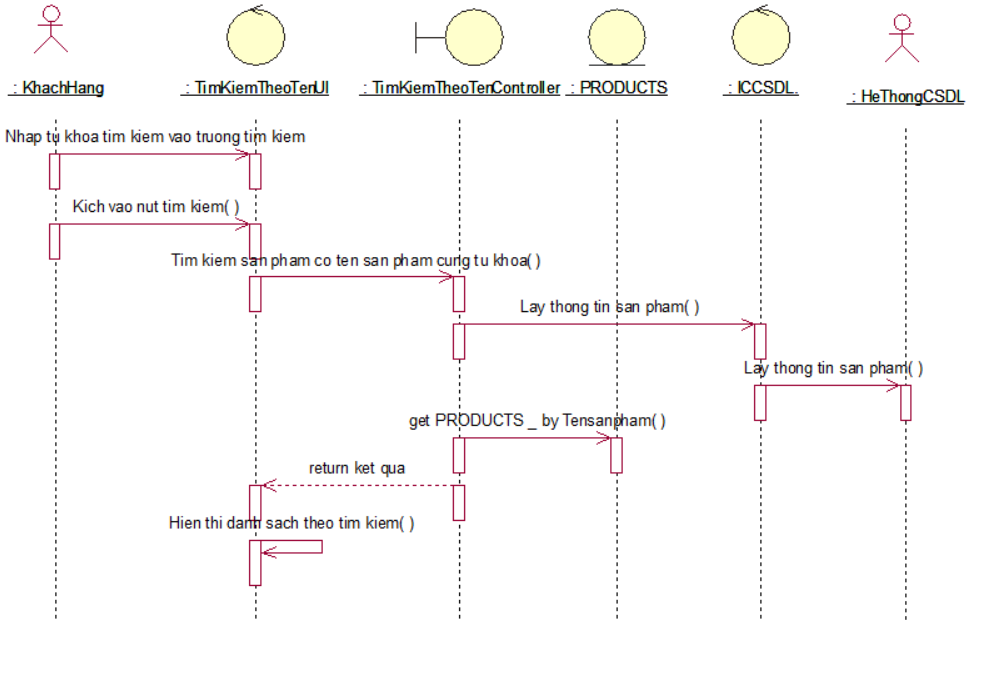 : KhachHang
: TimKiemTheoTenUI
: TimKiemTheoTenController
: PRODUCTS
: ICCSDL.
: HeThongCSDL
Nhap tu khoa tim kiem vao truong tim kiem
Kich vao nut tim kiem( )
Tim kiem san pham co ten san pham cung tu khoa( )
Lay thong tin san pham( )
Lay thong tin san pham( )
get PRODUCTS _ by Tensanpham( )
return ket qua
Hien thi danh sach theo tim kiem( )